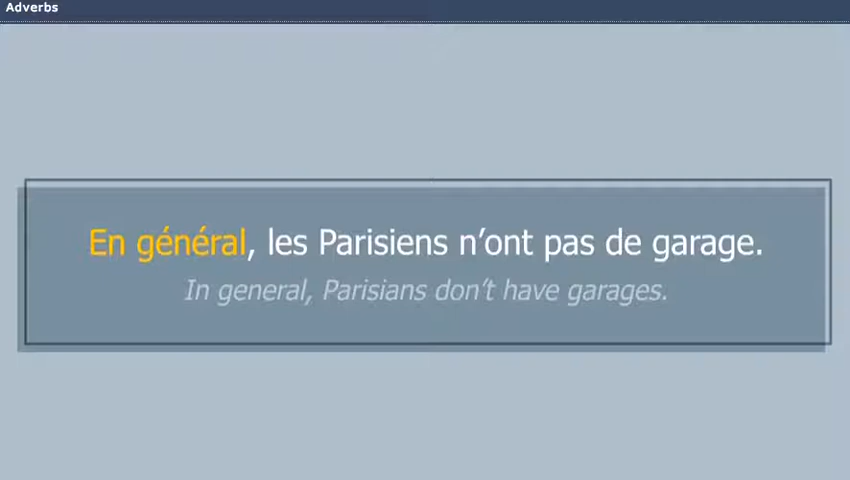 Adverbs
En général, les Parisiens n'ont pas de garage.
In general, Parisians don't have garages.